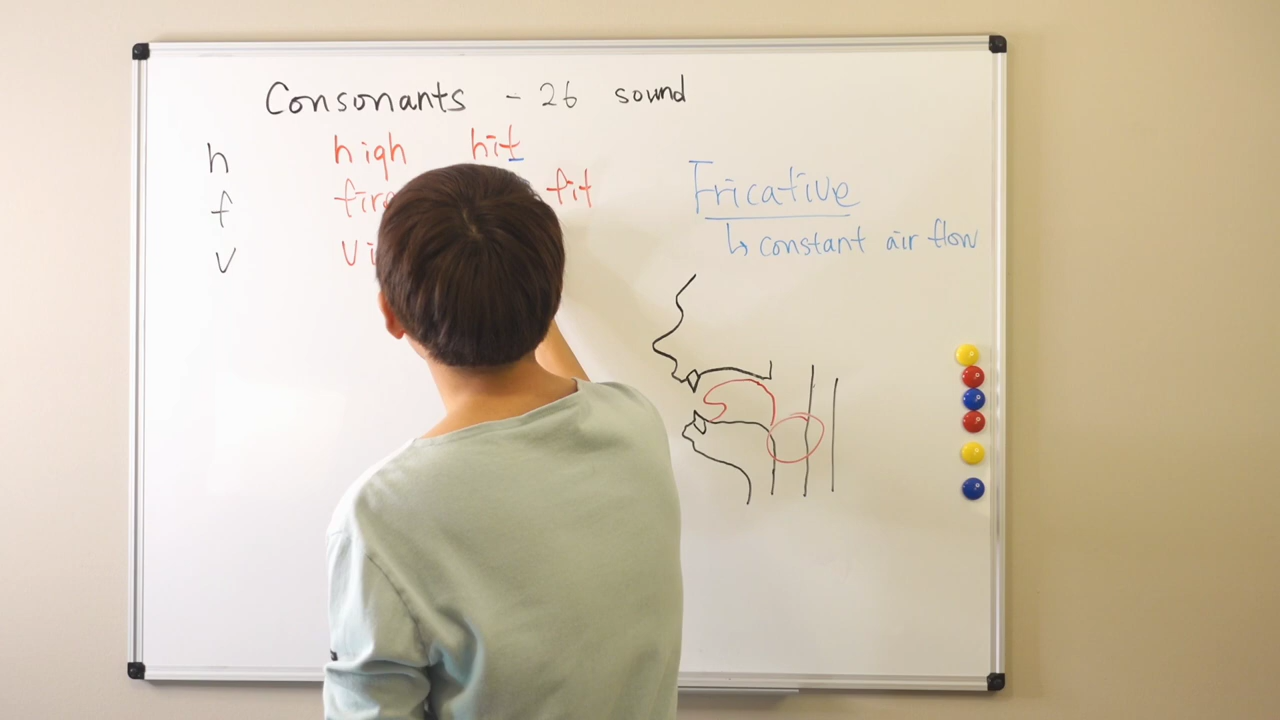 Consonants - 26 sound
h high hit
f fit
v
Fricative
↳ constant air flow